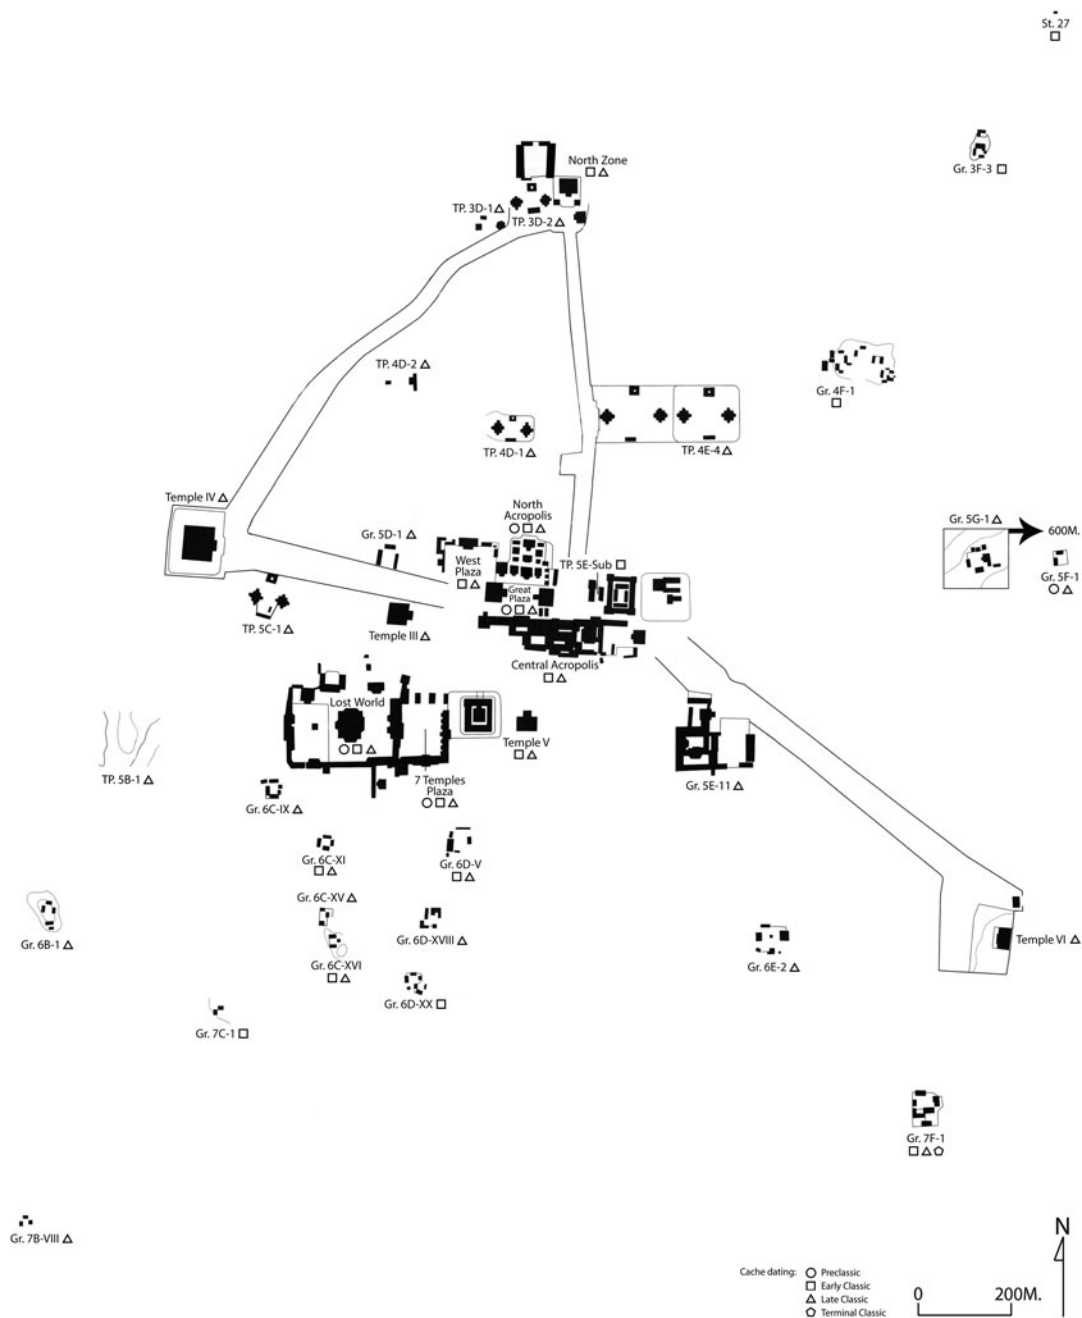 St. 27
□
North Zone
□△
Gr. 3F-3 □
TP. 3D-1△
TP. 3D-2△
TP. 4D-2 △
Gr. 4F-1
□
TP. 4D-1△
TP. 4E-4△
Temple IV △
North
Acropolis
○□△
Gr. 5D-1 △
Gr. 5G-1△
600M.
West
Plaza
□△
TP. 5E-Sub □
Gr. 5F-1
○△
Great
Plaza
○□△
TP. 5C-1△
Temple III △
Central Acropolis
□△
Lost World
○□△
Temple V
□△
TP. 5B-1 △
7 Temples
Plaza
○□△
Gr. 5E-11 △
Gr. 6C-IX △
Gr. 6C-XI
□△
Gr. 6D-V
□△
Gr. 6C-XV △
Gr. 6B-1 △
Gr. 6D-XVIII △
Temple VI △
Gr. 6C-XVI
□△
Gr. 6E-2 △
Gr. 6D-XX □
Gr. 7C-1 □
Gr. 7F-1
□△⬠
Gr. 7B-VIII △
N
Cache dating: ○ Preclassic
□ Early Classic
△ Late Classic
⬠ Terminal Classic
0 200M.